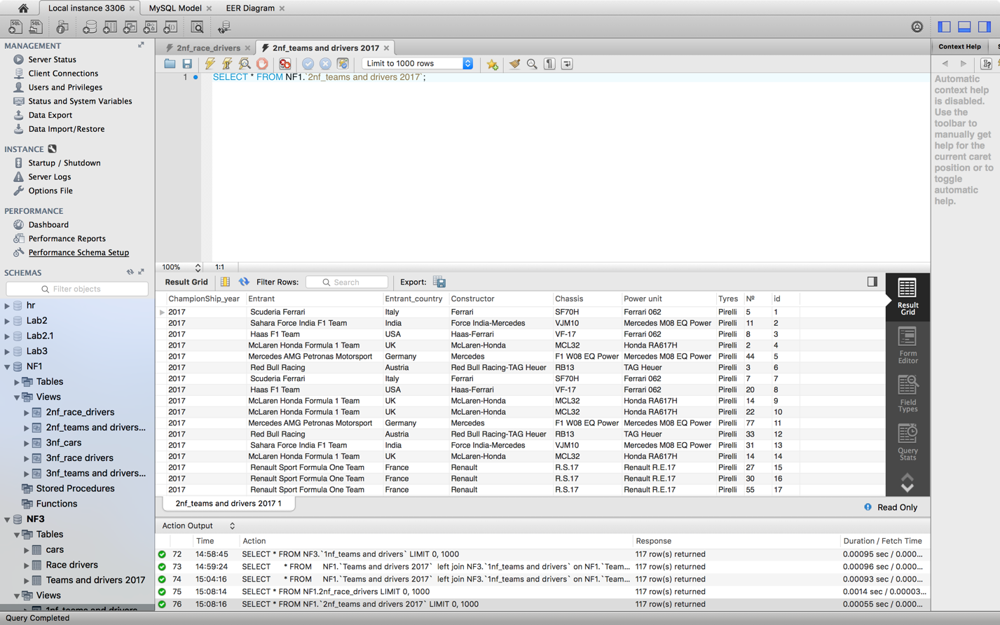 Local instance 3306
MySQL Model
EER Diagram
MANAGEMENT
Server Status
Client Connections
Users and Privileges
Status and System Variables
Data Export
Data Import/Restore
INSTANCE
Startup / Shutdown
Server Logs
Options File
PERFORMANCE
Dashboard
Performance Reports
Performance Schema Setup
SCHEMAS
Filter objects
hr
Lab2
Lab2.1
Lab3
NF1
Tables
Views
2nf_race_drivers
2nf_teams and drivers...
3nf_cars
3nf_race drivers
3nf_teams and drivers...
Stored Procedures
Functions
NF3
Tables
cars
Race drivers
Teams and drivers 2017
Views
1nf_teams and drivers
2nf_race_drivers
2nf_teams and drivers 2017
Limit to 1000 rows
1 SELECT * FROM NF1.`2nf_teams and drivers 2017`;
100% 1:1
Result Grid Filter Rows: Search Export:
ChampionShip_year Entrant Entrant_country Constructor Chassis Power unit Tyres Nº id
2017 Scuderia Ferrari Italy Ferrari SF70H Ferrari 062 Pirelli 5 1
2017 Sahara Force India F1 Team India Force India-Mercedes VJM10 Mercedes M08 EQ Power Pirelli 11 2
2017 Haas F1 Team USA Haas-Ferrari VF-17 Ferrari 062 Pirelli 8 3
2017 McLaren Honda Formula 1 Team UK McLaren-Honda MCL32 Honda RA617H Pirelli 2 4
2017 Mercedes AMG Petronas Motorsport Germany Mercedes F1 W08 EQ Power Mercedes M08 EQ Power Pirelli 44 5
2017 Red Bull Racing Austria Red Bull Racing-TAG Heuer RB13 TAG Heuer Pirelli 3 6
2017 Scuderia Ferrari Italy Ferrari SF70H Ferrari 062 Pirelli 7 7
2017 Haas F1 Team USA Haas-Ferrari VF-17 Ferrari 062 Pirelli 20 8
2017 McLaren Honda Formula 1 Team UK McLaren-Honda MCL32 Honda RA617H Pirelli 14 9
2017 McLaren Honda Formula 1 Team UK McLaren-Honda MCL32 Honda RA617H Pirelli 22 10
2017 Mercedes AMG Petronas Motorsport Germany Mercedes F1 W08 EQ Power Mercedes M08 EQ Power Pirelli 77 11
2017 Red Bull Racing Austria Red Bull Racing-TAG Heuer RB13 TAG Heuer Pirelli 33 12
2017 Sahara Force India F1 Team India Force India-Mercedes VJM10 Mercedes M08 EQ Power Pirelli 31 13
2017 McLaren Honda Formula 1 Team UK McLaren-Honda MCL32 Honda RA617H Pirelli 14 14
2017 Renault Sport Formula One Team France Renault R.S.17 Renault R.E.17 Pirelli 27 15
2017 Renault Sport Formula One Team France Renault R.S.17 Renault R.E.17 Pirelli 30 16
2017 Renault Sport Formula One Team France Renault R.S.17 Renault R.E.17 Pirelli 55 17
Result
Grid
Form
Editor
Field
Types
Query
Stats
2nf_teams and drivers 2017 1
Read Only
Action Output
Time Action Response Duration / Fetch Time
72 14:58:45 SELECT * FROM NF3.`1nf_teams and drivers` LIMIT 0, 1000 117 row(s) returned 0.00095 sec / 0.000...
73 14:59:24 SELECT * FROM NF1.`Teams and drivers 2017` left join NF3.`1nf_teams and drivers` on NF1.`Team... 117 row(s) returned 0.00096 sec / 0.000...
74 15:04:16 SELECT * FROM NF1.`Teams and drivers 2017` left join NF3.`1nf_teams and drivers` on NF1.`Team... 117 row(s) returned 0.00093 sec / 0.000...
75 15:08:14 SELECT * FROM NF1.2nf_race_drivers LIMIT 0, 1000 117 row(s) returned 0.0014 sec / 0.00003...
76 15:08:16 SELECT * FROM NF1.`2nf_teams and drivers 2017` LIMIT 0, 1000 117 row(s) returned 0.00055 sec / 0.000...
Context Help
Automatic
context help
is disabled.
Use the
toolbar to
manually get
help for the
current caret
position or to
toggle
automatic
help.
Query Completed